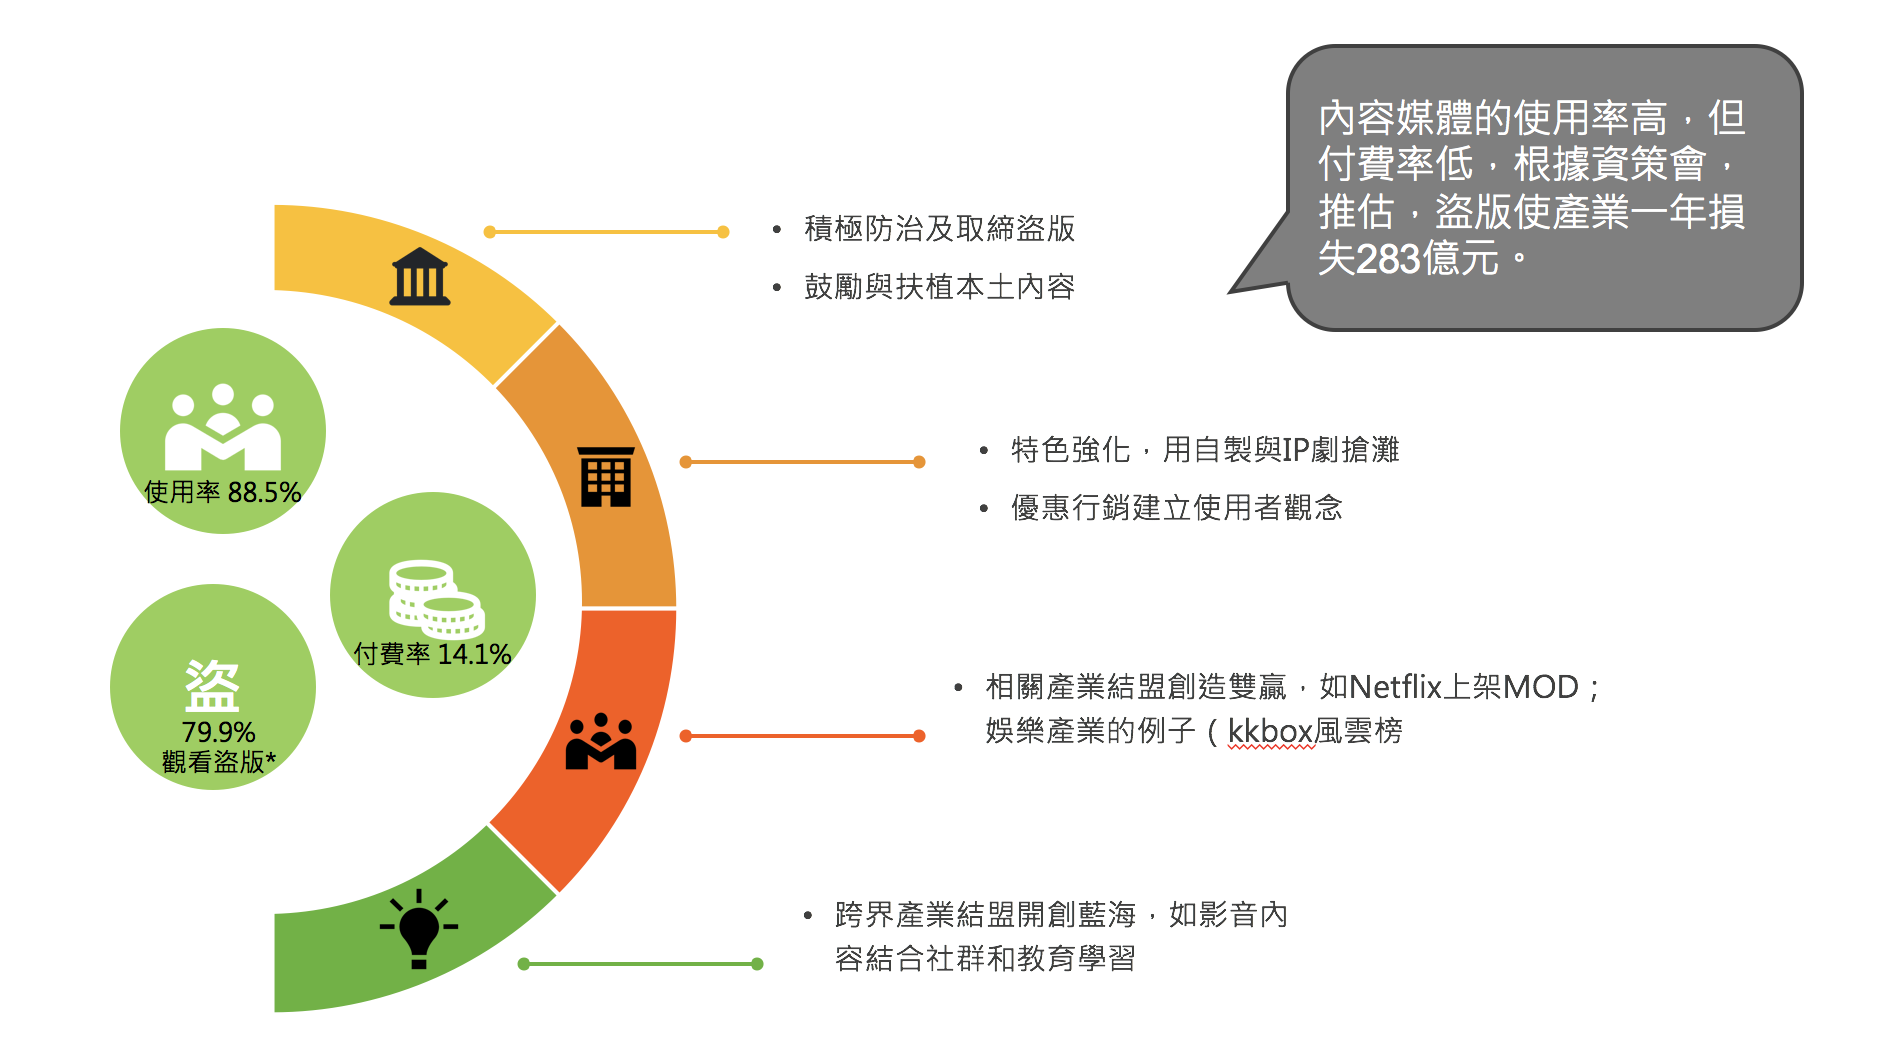 內容媒體的使用率高，但
付費率低，根據資策會，
推估，盜版使產業一年損
失283億元。
• 積極防治及取締盜版
• 鼓勵與扶植本土內容
使用率 88.5%
• 特色強化，用自製與IP劇搶灘
• 優惠行銷建立使用者觀念
付費率 14.1%
盜
79.9%
觀看盜版*
• 相關產業結盟創造雙贏，如Netflix上架MOD；
娛樂產業的例子（kkbox風雲榜
• 跨界產業結盟開創藍海，如影音內
容結合社群和教育學習